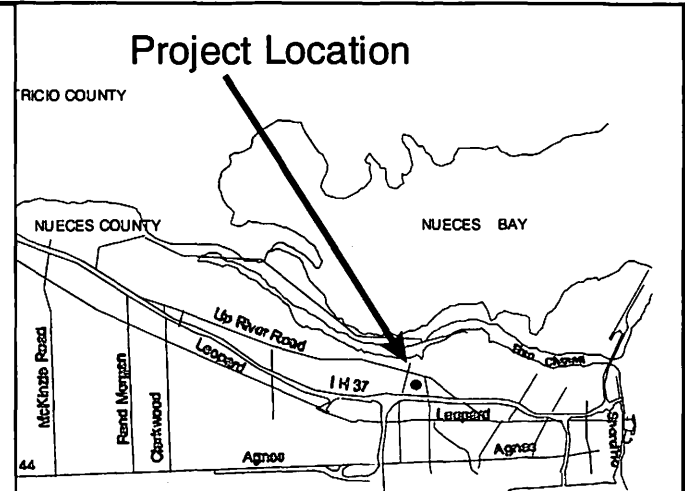 Project Location
RICIO COUNTY
NUECES COUNTY
NUECES BAY
Up River Road
Leopard
I H 37
McKinzie Road
Rand Morgan
Clarkwood
Leopard
Agnes
Agnes
44